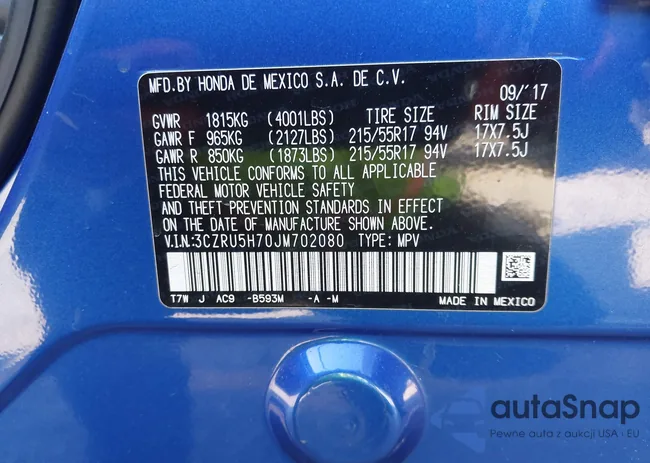 MFD.BY HONDA DE MEXICO S.A. DE C.V. 09/'17
GVWR 1815KG (4001LBS) TIRE SIZE RIM SIZE
GAWR F 965KG (2127LBS) 215/55R17 94V 17X7.5J
GAWR R 850KG (1873LBS) 215/55R17 94V 17X7.5J
THIS VEHICLE CONFORMS TO ALL APPLICABLE
FEDERAL MOTOR VEHICLE SAFETY
AND THEFT PREVENTION STANDARDS IN EFFECT
ON THE DATE OF MANUFACTURE SHOWN ABOVE.
V.I.N:3CZRU5H70JM702080 TYPE: MPV
T7W J AC9 -B593M -A -M MADE IN MEXICO
autaSnap
Pewne auta z aukcji USA i EU